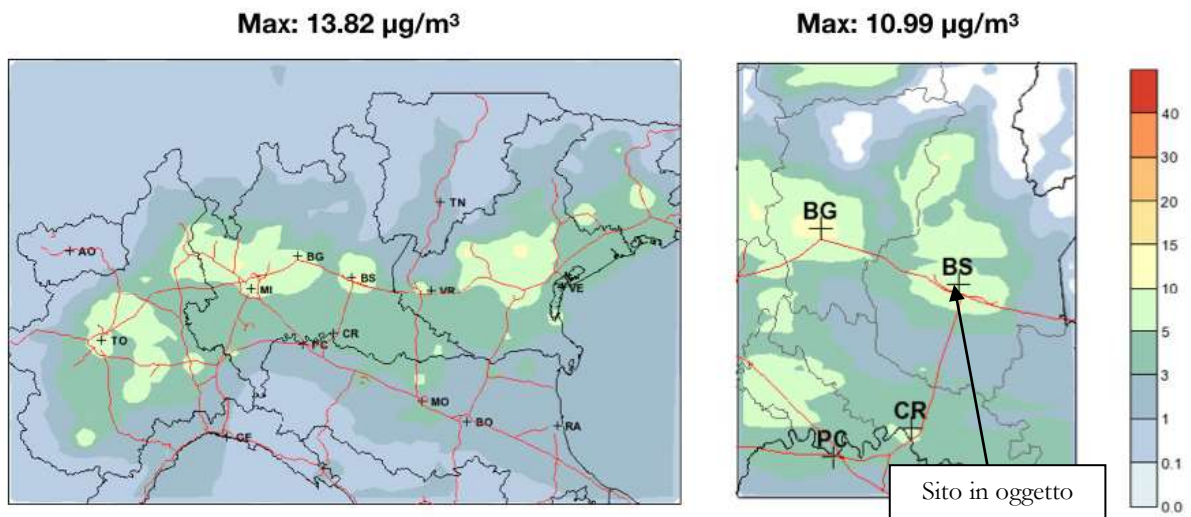 Max: 13.82 µg/m³
Max: 10.99 µg/m³
AO
TN
BG
BS
MI
VR
VE
TO
CR
PC
MO
BO
RA
GE
BG
BS
CR
PC
Sito in oggetto
40
30
20
15
10
5
3
1
0.1
0.0